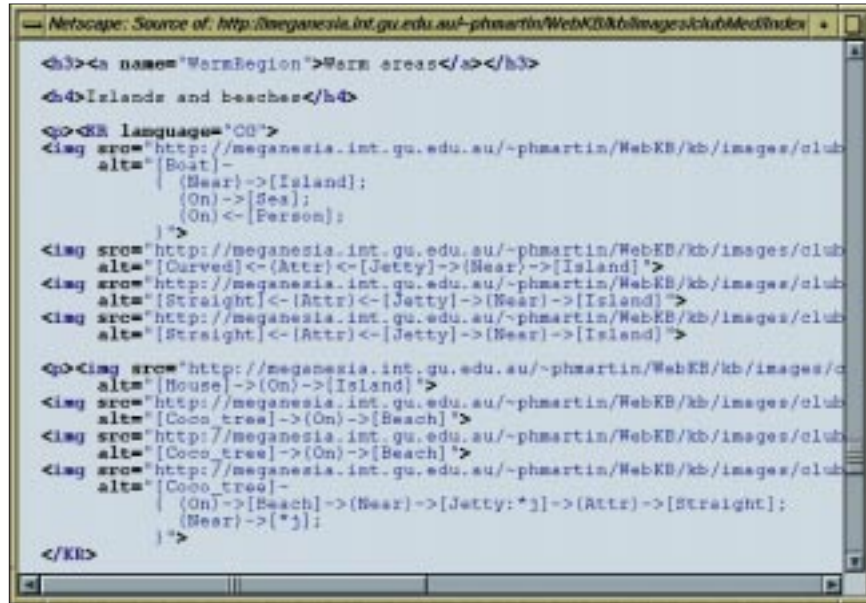 Netscape: Source of: http://meganesia.int.gu.edu.au/~phmartin/WebKB/kb/images/clubMed/index
<h3><a name="WarmRegion">Warm areas</a></h3>
<h4>Islands and beaches</h4>
<p><KR language="CG">
<img src="http://meganesia.int.gu.edu.au/~phmartin/WebKB/kb/images/club
alt="[Boat]-
{ (Near)->[Island];
(On)->[Sea];
(On)<-[Person];
}">
<img src="http://meganesia.int.gu.edu.au/~phmartin/WebKB/kb/images/club
alt="[Curved]<-(Attr)<-[Jetty]->(Near)->[Island]">
<img src="http://meganesia.int.gu.edu.au/~phmartin/WebKB/kb/images/club
alt="[Straight]<-(Attr)<-[Jetty]->(Near)->[Island]">
<img src="http://meganesia.int.gu.edu.au/~phmartin/WebKB/kb/images/club
alt="[Straight]<-(Attr)<-[Jetty]->(Near)->[Island]">
<p><img src="http://meganesia.int.gu.edu.au/~phmartin/WebKB/kb/images/c
alt="[House]->(On)->[Island]">
<img src="http://meganesia.int.gu.edu.au/~phmartin/WebKB/kb/images/club
alt="[Coco_tree]->(On)->[Beach]">
<img src="http://meganesia.int.gu.edu.au/~phmartin/WebKB/kb/images/club
alt="[Coco_tree]->(On)->[Beach]">
<img src="http://meganesia.int.gu.edu.au/~phmartin/WebKB/kb/images/club
alt="[Coco_tree]-
{ (On)->[Beach]->(Near)->[Jetty:*j]->(Attr)->[Straight];
(Near)->[*j];
}">
</KR>